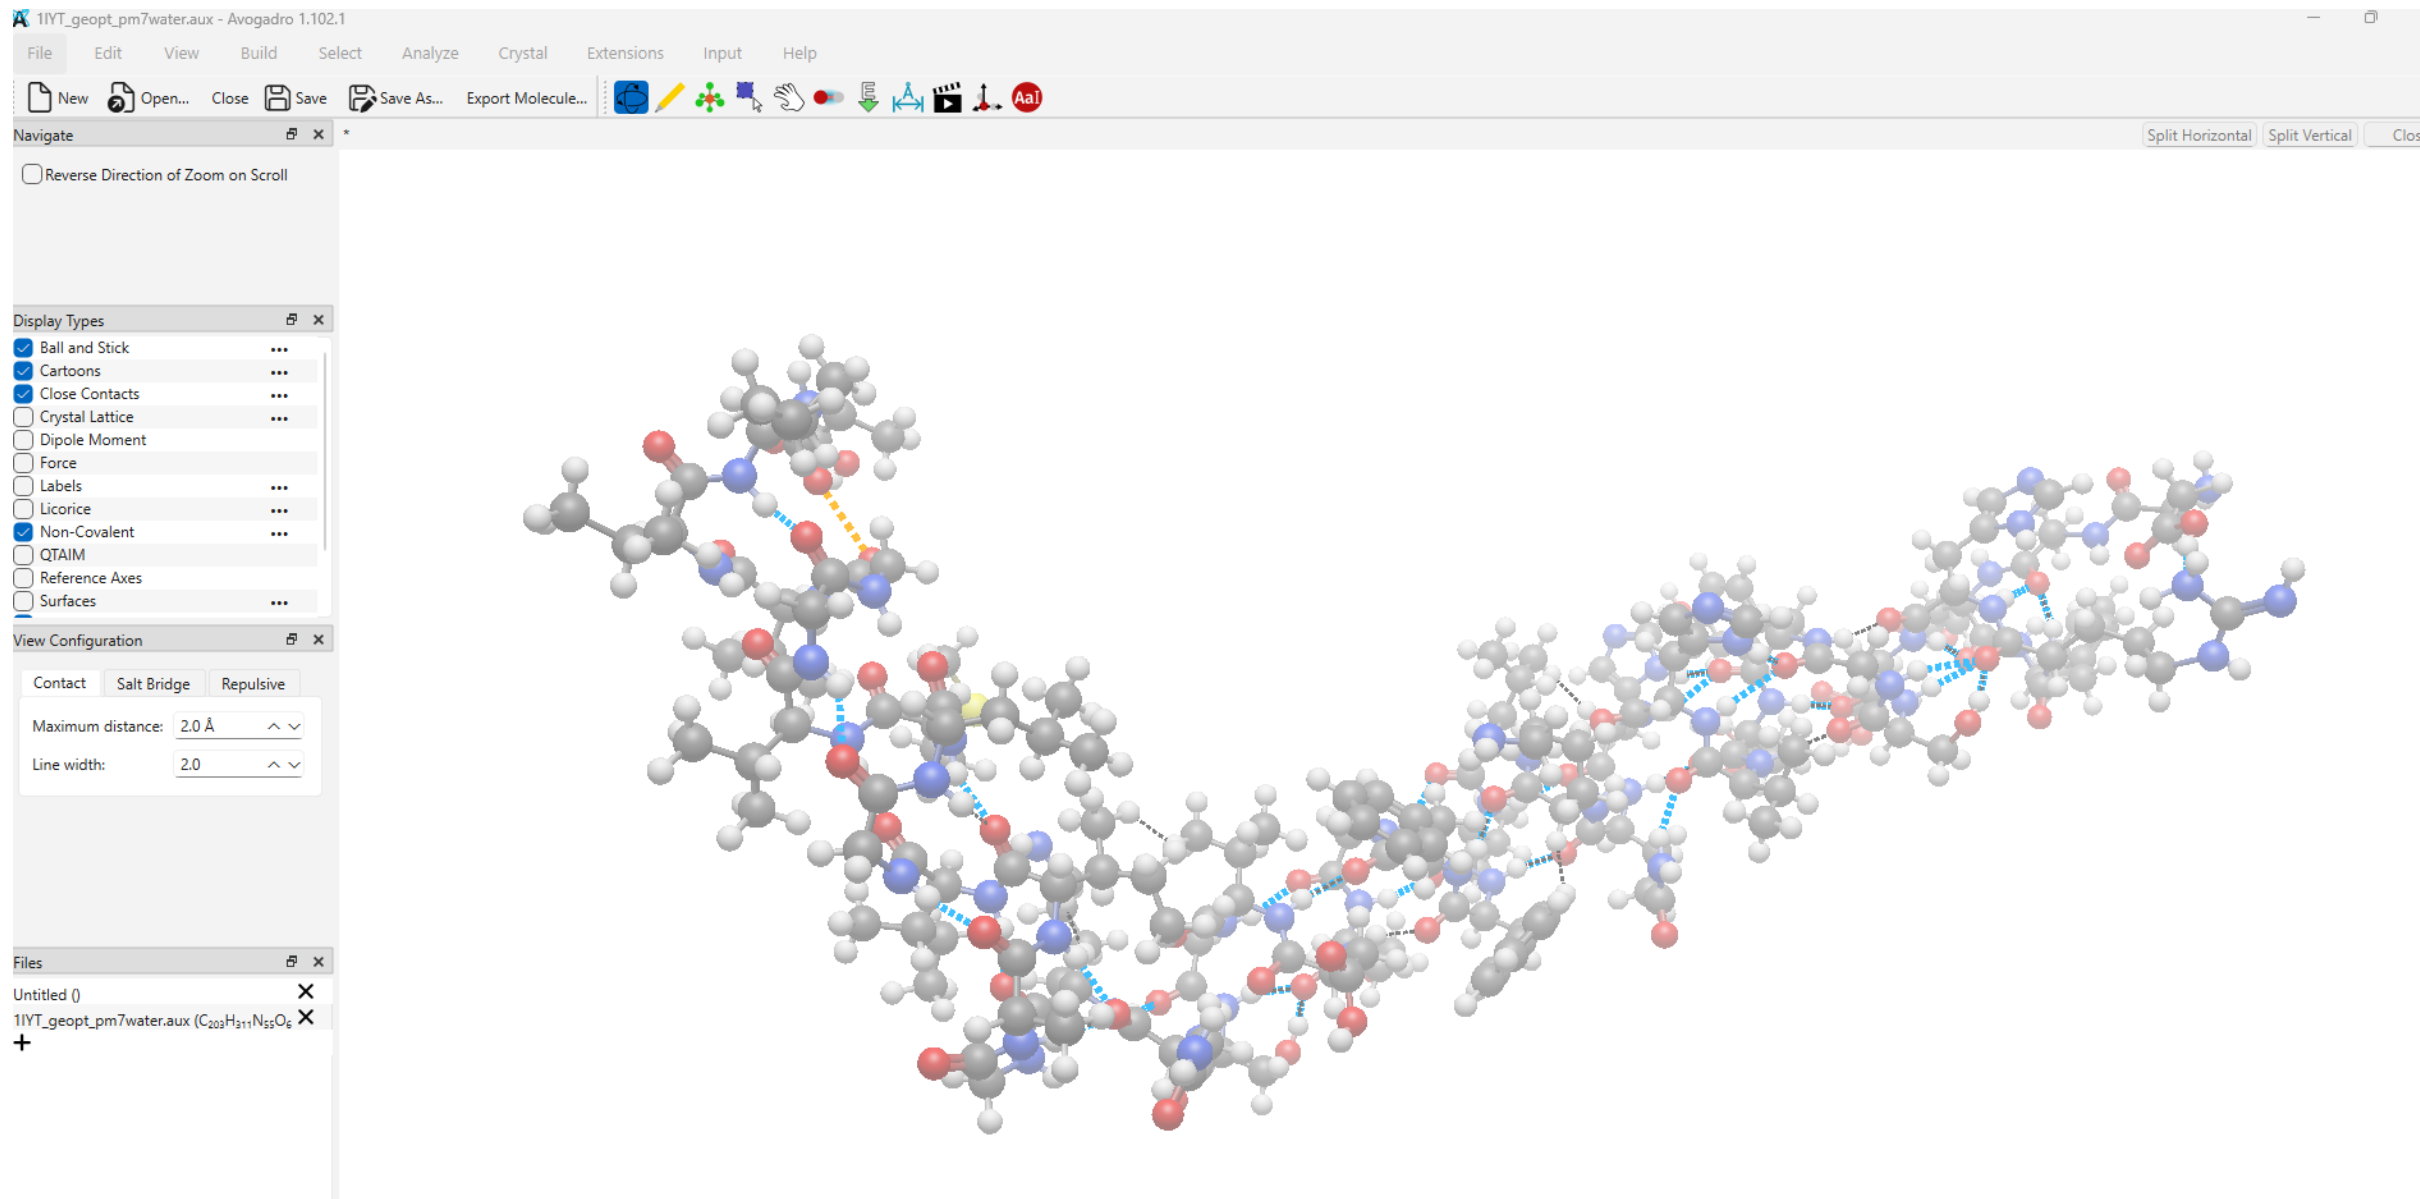 1IYT_geopt_pm7water.aux - Avogadro 1.102.1
File Edit View Build Select Analyze Crystal Extensions Input Help
New Open... Close Save Save As... Export Molecule... E A AaI
Navigate *
Split Horizontal Split Vertical Clos
Reverse Direction of Zoom on Scroll
Display Types
Ball and Stick ...
Cartoons ...
Close Contacts ...
Crystal Lattice ...
Dipole Moment
Force
Labels ...
Licorice ...
Non-Covalent ...
QTAIM
Reference Axes
Surfaces ...
View Configuration
Contact Salt Bridge Repulsive
Maximum distance: 2.0 Å
Line width: 2.0
Files
Untitled ()
1IYT_geopt_pm7water.aux (C₂₀₃H₃₁₁N₅₅O₆